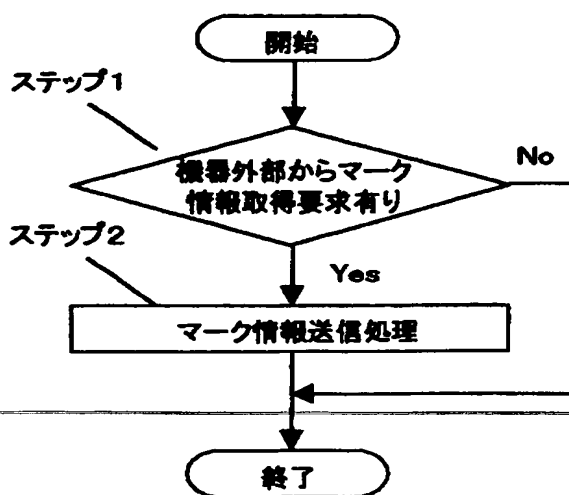 開始
ステップ1
機器外部からマーク
情報取得要求有り
No
ステップ2
Yes
マーク情報送信処理
終了